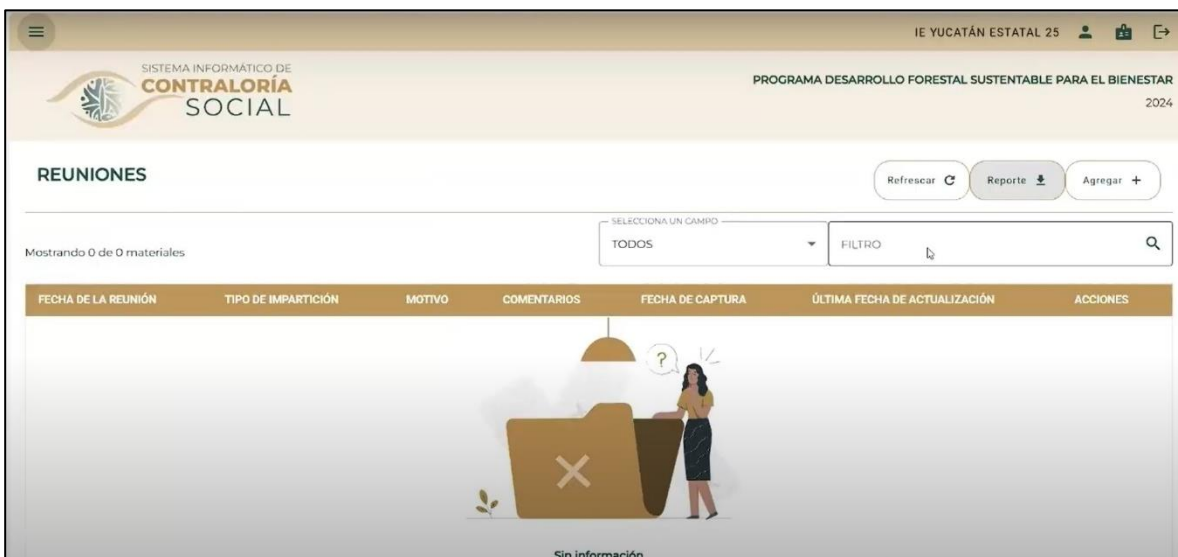 IE YUCATÁN ESTATAL 25
SISTEMA INFORMÁTICO DE
CONTRALORÍA
SOCIAL
PROGRAMA DESARROLLO FORESTAL SUSTENTABLE PARA EL BIENESTAR
2024
REUNIONES
Refrescar
Reporte
Agregar +
SELECCIONA UN CAMPO
Mostrando 0 de 0 materiales
TODOS
FILTRO
FECHA DE LA REUNIÓN TIPO DE IMPARTICIÓN MOTIVO COMENTARIOS FECHA DE CAPTURA ÚLTIMA FECHA DE ACTUALIZACIÓN ACCIONES
?
Sin información